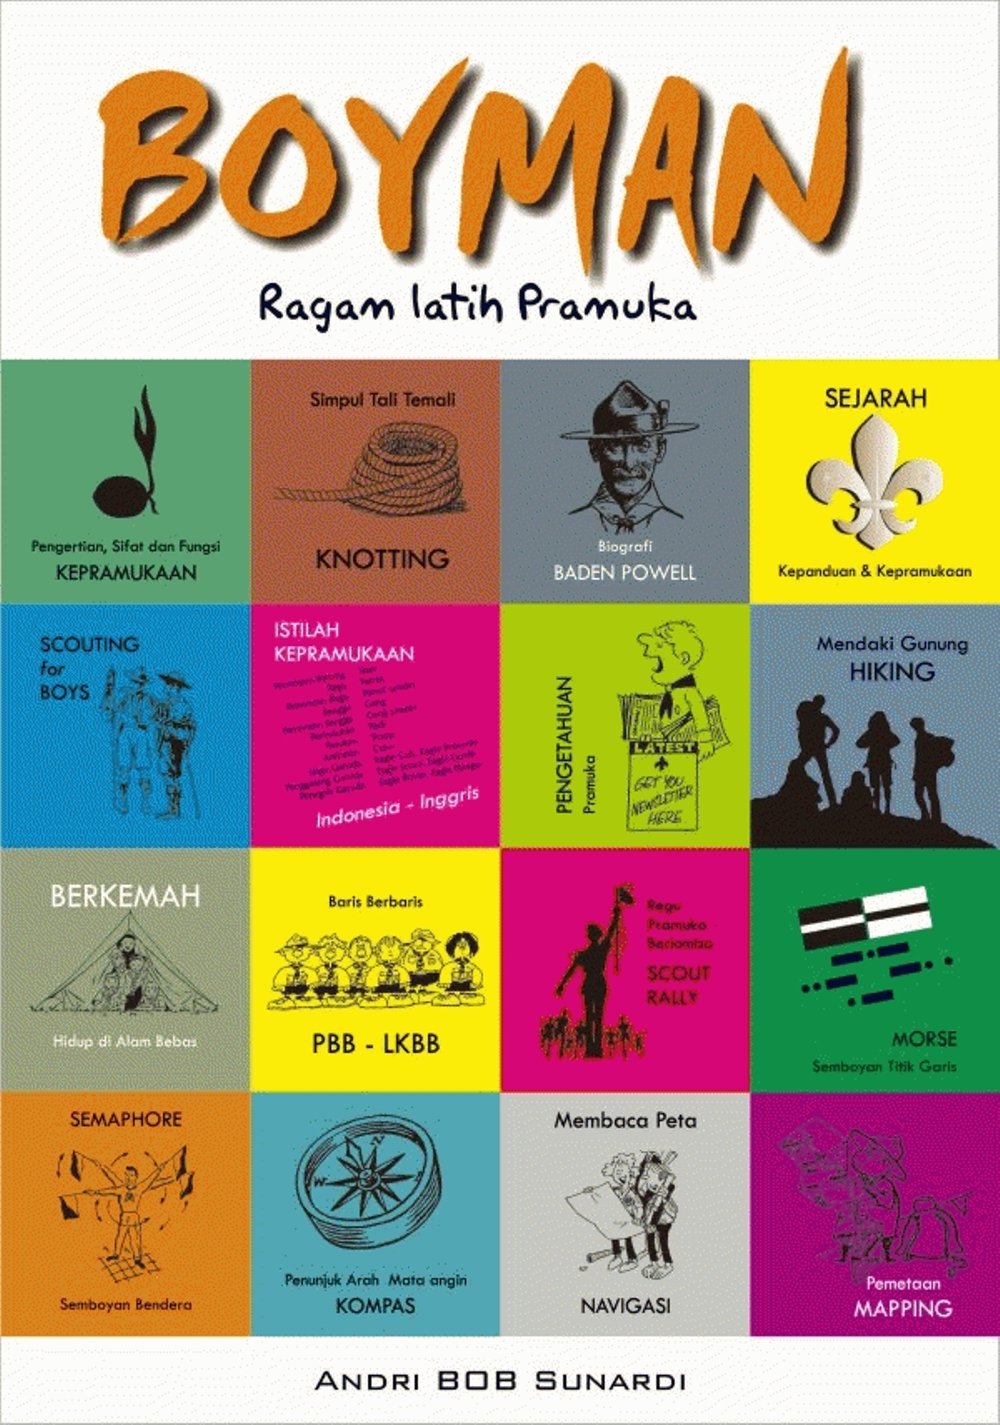 BOYMAN
Ragam latih Pramuka
Pengertian, Sifat dan Fungsi
KEPRAMUKAAN
Simpul Tali Temali
KNOTTING
Biografi
BADEN POWELL
SEJARAH
Kepanduan & Kepramukaan
SCOUTING
for
BOYS
ISTILAH
KEPRAMUKAAN
Indonesia - Inggris
PENGETAHUAN
Pramuka
LATEST
GET YOU
NEWSLETTER
HERE
Mendaki Gunung
HIKING
BERKEMAH
Hidup di Alam Bebas
Baris Berbaris
PBB - LKBB
Regu
Pramuka
Berlomba
SCOUT
RALLY
MORSE
Semboyan Titik Garis
SEMAPHORE
Semboyan Bendera
N
W
Penunjuk Arah Mata angin
KOMPAS
Membaca Peta
NAVIGASI
Pemetaan
MAPPING
ANDRI BOB SUNARDI